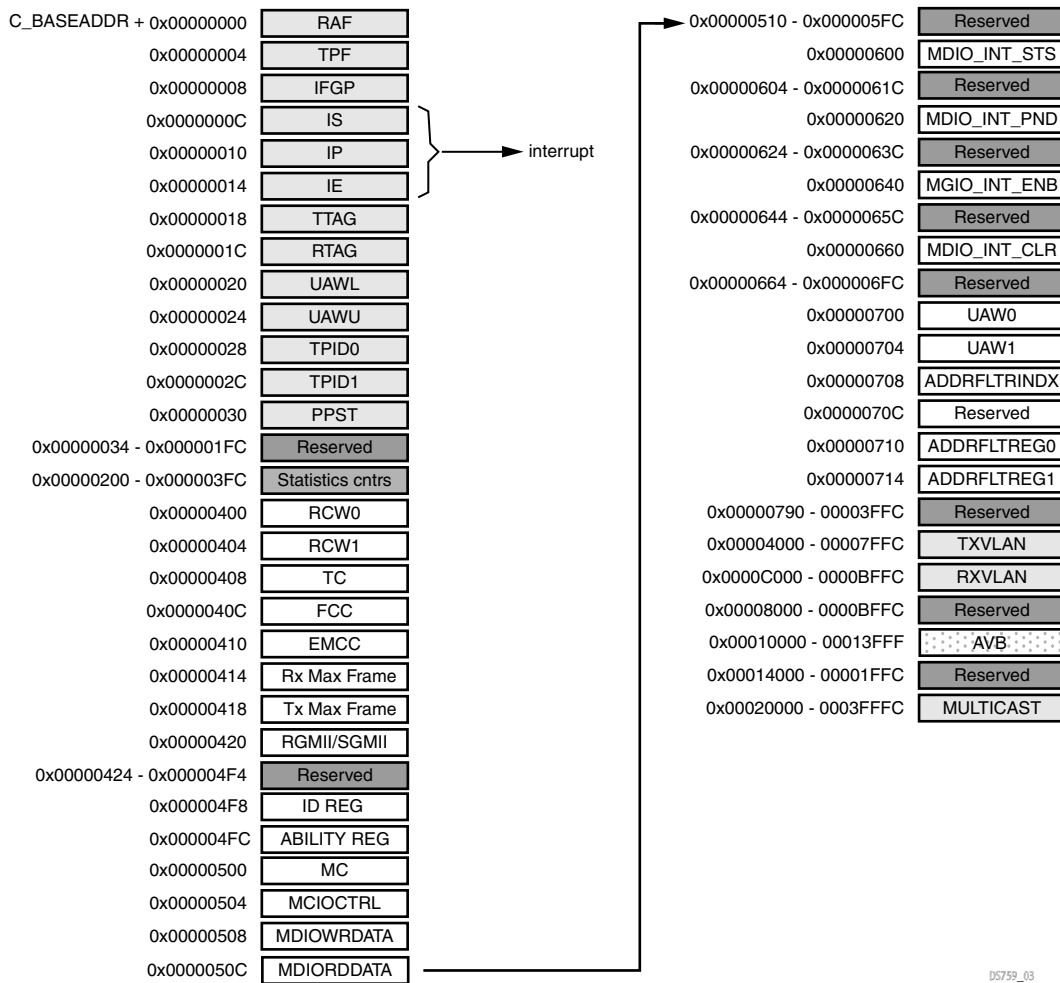 C_BASEADDR + 0x00000000 RAF
0x00000004 TPF
0x00000008 IFGP
0x0000000C IS
0x00000010 IP
interrupt
0x00000014 IE
0x00000018 TTAG
0x0000001C RTAG
0x00000020 UAWL
0x00000024 UAWU
0x00000028 TPID0
0x0000002C TPID1
0x00000030 PPST
0x00000034 - 0x000001FC Reserved
0x00000200 - 0x000003FC Statistics cntrs
0x00000400 RCW0
0x00000404 RCW1
0x00000408 TC
0x0000040C FCC
0x00000410 EMCC
0x00000414 Rx Max Frame
0x00000418 Tx Max Frame
0x00000420 RGMII/SGMII
0x00000424 - 0x000004F4 Reserved
0x000004F8 ID REG
0x000004FC ABILITY REG
0x00000500 MC
0x00000504 MCIOCTRL
0x00000508 MDIOWRDATA
0x0000050C MDIORDDATA
0x00000510 - 0x000005FC Reserved
0x00000600 MDIO_INT_STS
0x00000604 - 0x0000061C Reserved
0x00000620 MDIO_INT_PND
0x00000624 - 0x0000063C Reserved
0x00000640 MGIO_INT_ENB
0x00000644 - 0x0000065C Reserved
0x00000660 MDIO_INT_CLR
0x00000664 - 0x000006FC Reserved
0x00000700 UAW0
0x00000704 UAW1
0x00000708 ADDRFLTRINDX
0x0000070C Reserved
0x00000710 ADDRFLTREG0
0x00000714 ADDRFLTREG1
0x00000790 - 00003FFC Reserved
0x00004000 - 00007FFC TXVLAN
0x0000C000 - 0000BFFC RXVLAN
0x00008000 - 0000BFFC Reserved
0x00010000 - 00013FFF AVB
0x00014000 - 00001FFC Reserved
0x00020000 - 0003FFFC MULTICAST
DS759_03